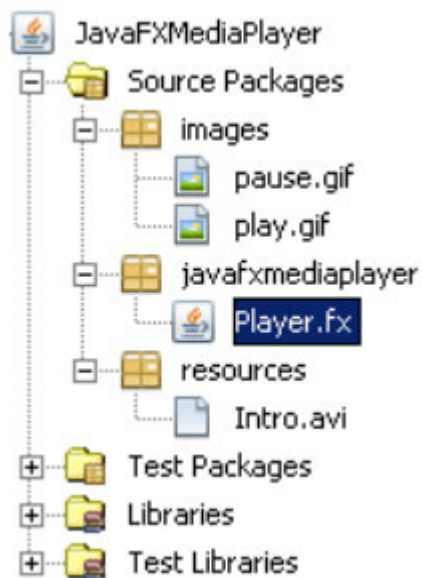 JavaFXMediaPlayer
Source Packages
images
pause.gif
play.gif
javafxmediaplayer
Player.fx
resources
Intro.avi
Test Packages
Libraries
Test Libraries